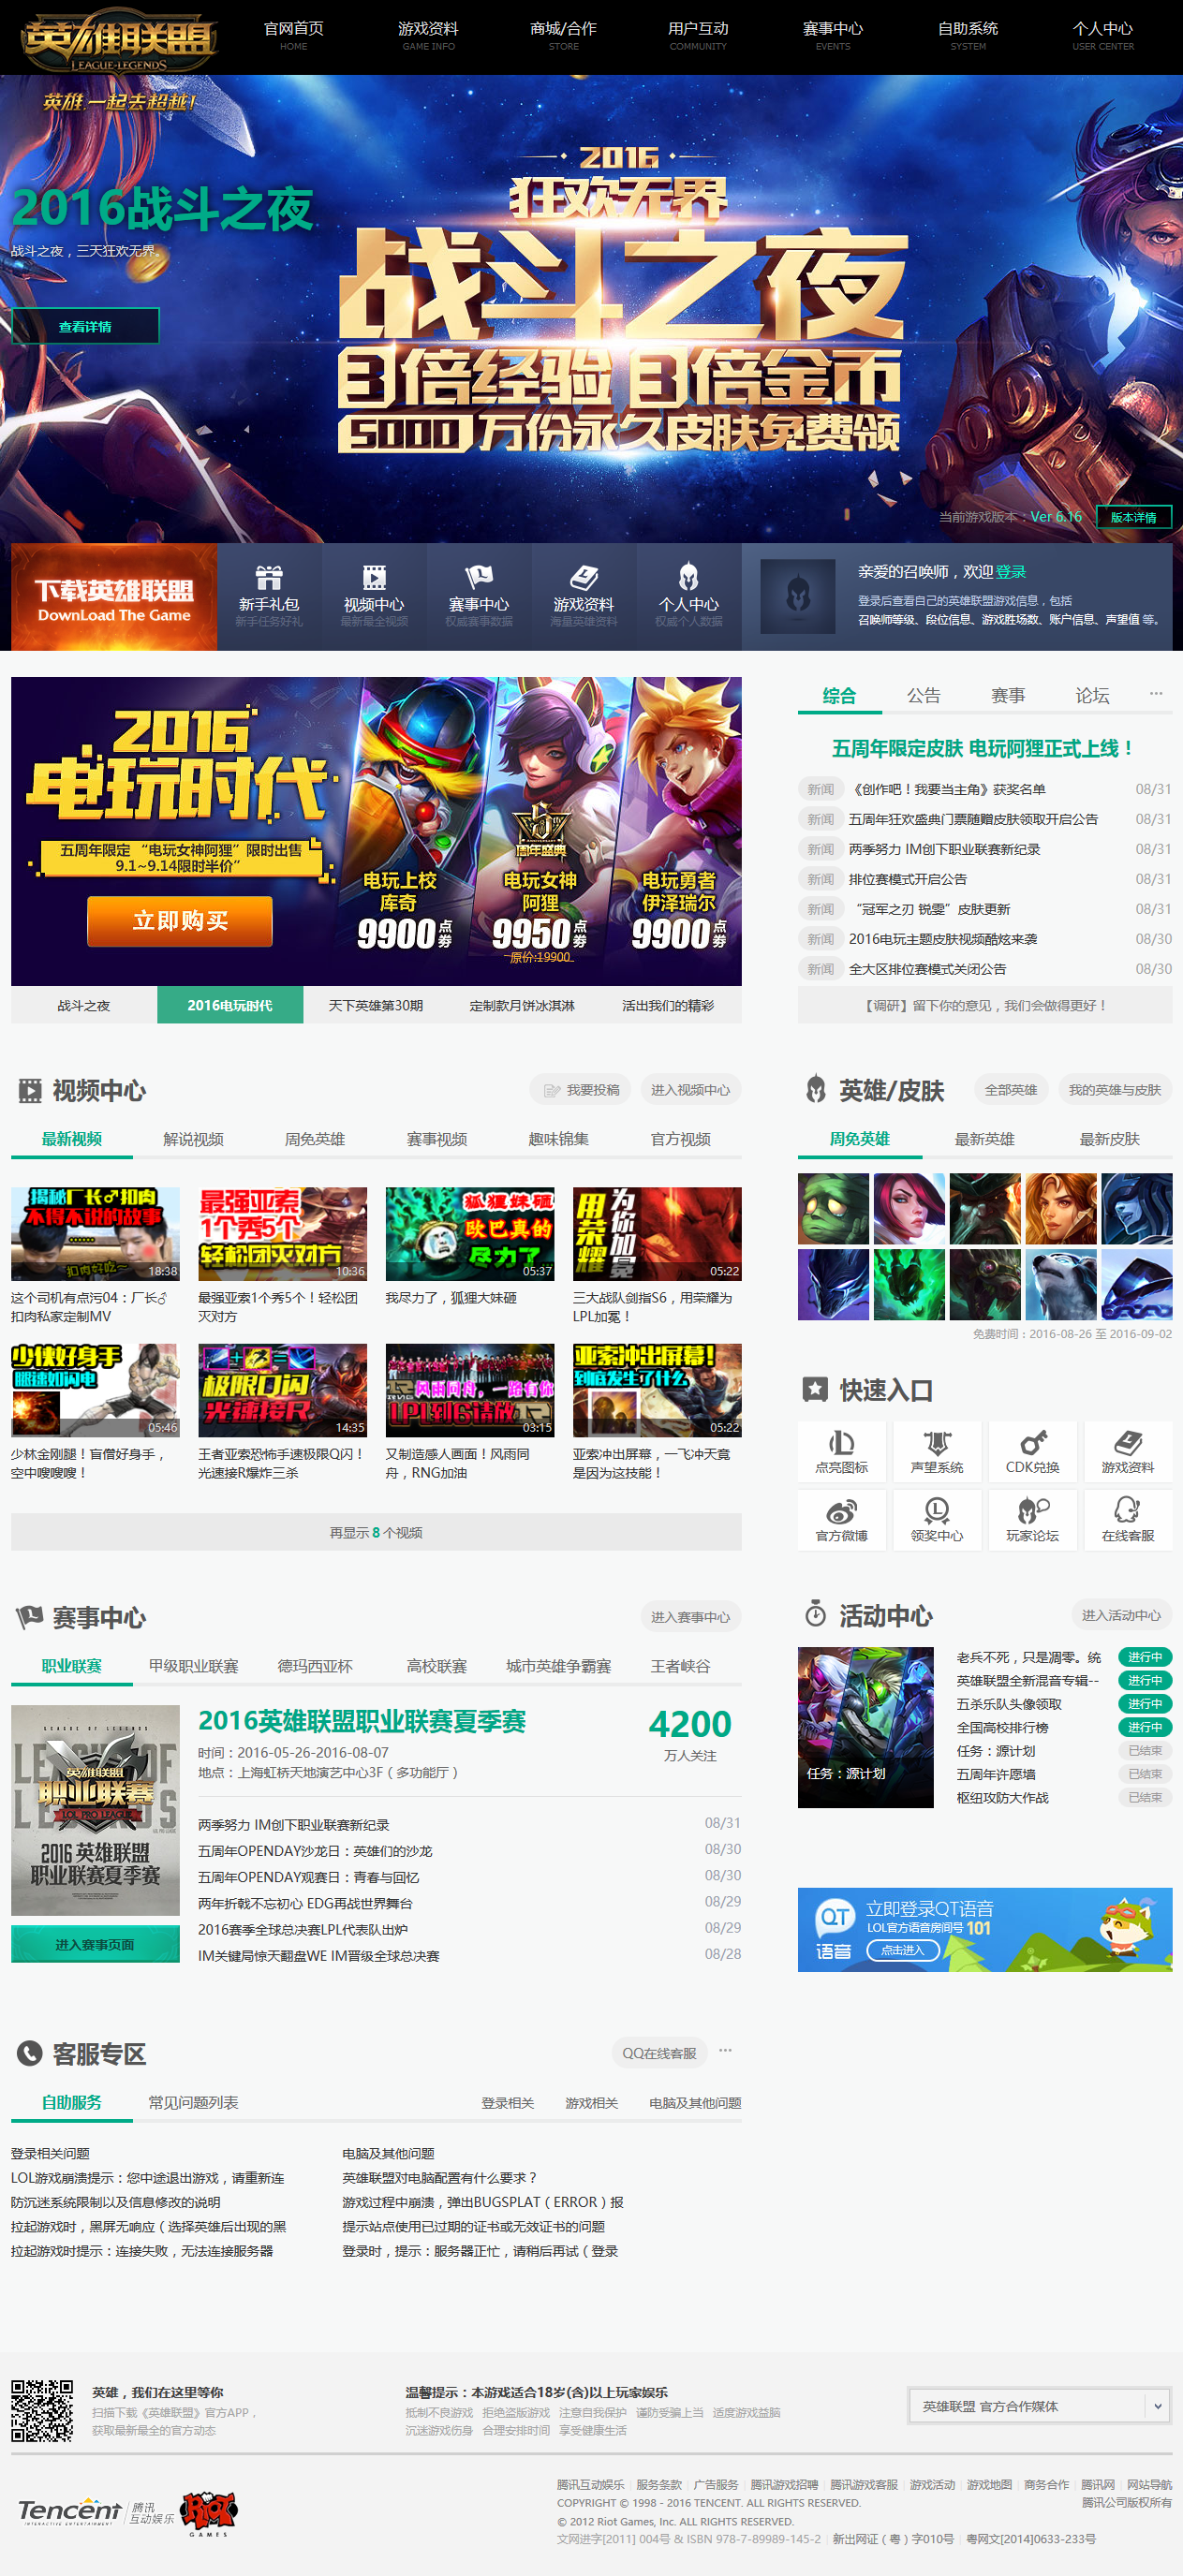 英雄联盟
LEAGUE-LEGENDS
官网首页 游戏资料 商城/合作 用户互动 赛事中心 自助系统 个人中心
HOME GAME INFO STORE COMMUNITY EVENTS SYSTEM USER CENTER
英雄,一起去超越!
2016
狂欢无界
战斗之夜
2016战斗之夜
战斗之夜，三天狂欢无界。
查看详情
百倍经验 百倍金币
5000万份永久皮肤免费领
当前游戏版本：Ver 6.16 版本详情
下载英雄联盟
DownLoad The Game
新手礼包 视频中心 赛事中心 游戏资料 个人中心
新手任务好礼 最新最全视频 权威赛事数据 海量英雄资料 权威个人数据
亲爱的召唤师，欢迎登录
登录后查看自己的英雄联盟游戏信息，包括
召唤师等级、段位信息、游戏胜场数、账户信息、声望值 等。
2016
电玩时代
五周年限定 “电玩女神阿狸”限时出售
9.1~9.14限时半价”
立即购买
周年盛典
电玩上校 电玩女神 电玩勇者
库奇 阿狸 伊泽瑞尔
9900点券 9950点券 9900点券
原价:19900
战斗之夜 2016电玩时代 天下英雄第30期 定制款月饼冰淇淋 活出我们的精彩
综合 公告 赛事 论坛 ···
五周年限定皮肤 电玩阿狸正式上线！
新闻 《创作吧！我要当主角》获奖名单 08/31
新闻 五周年狂欢盛典门票随赠皮肤领取开启公告 08/31
新闻 两季努力 IM创下职业联赛新纪录 08/31
新闻 排位赛模式开启公告 08/31
新闻 “冠军之刃 锐雯”皮肤更新 08/31
新闻 2016电玩主题皮肤视频酷炫来袭 08/30
新闻 全大区排位赛模式关闭公告 08/30
【调研】留下你的意见，我们会做得更好！
视频中心 我要投稿 进入视频中心
最新视频 解说视频 周免英雄 赛事视频 趣味锦集 官方视频
揭秘厂长♂扣肉
不得不说的故事
......
扣肉好吃~
18:38
最强亚索
1个秀5个
轻松团灭对方
10:36
狐狸妹砸
欧巴真的
尽力了
05:37
用荣耀
为你加冕
05:22
这个司机有点污04：厂长♂
扣肉私家定制MV
最强亚索1个秀5个！轻松团
灭对方
我尽力了，狐狸大妹砸
三大战队剑指S6，用荣耀为
LPL加冕！
少侠好身手
腿速如闪电
05:46
极限Q闪
光速接R
14:35
风雨同舟，一路有你
LPL到6请放
03:15
亚索冲出屏幕！
到底发生了什么
05:22
少林金刚腿！盲僧好身手，
空中嗖嗖嗖！
王者亚索恐怖手速极限Q闪！
光速接R爆炸三杀
又制造感人画面！风雨同
舟，RNG加油
亚索冲出屏幕，一飞冲天竟
是因为这技能！
再显示 8 个视频
英雄/皮肤 全部英雄 我的英雄与皮肤
周免英雄 最新英雄 最新皮肤
免费时间：2016-08-26 至 2016-09-02
快速入口
点亮图标 声望系统 CDK兑换 游戏资料
官方微博 领奖中心 玩家论坛 在线客服
赛事中心 进入赛事中心
职业联赛 甲级职业联赛 德玛西亚杯 高校联赛 城市英雄争霸赛 王者峡谷
LEAGUE OF LEGENDS
LEGENDS OF LEGENDS
英雄联盟
职业联赛
LOL PRO LEAGUE
2016 英雄联盟
职业联赛夏季赛
进入赛事页面
2016英雄联盟职业联赛夏季赛
时间：2016-05-26-2016-08-07
地点：上海虹桥天地演艺中心3F（多功能厅）
4200
万人关注
两季努力 IM创下职业联赛新纪录 08/31
五周年OPENDAY沙龙日：英雄们的沙龙 08/30
五周年OPENDAY观赛日：青春与回忆 08/30
两年折戟不忘初心 EDG再战世界舞台 08/29
2016赛季全球总决赛LPL代表队出炉 08/29
IM关键局惊天翻盘WE IM晋级全球总决赛 08/28
活动中心 进入活动中心
任务：源计划
老兵不死，只是凋零。统 进行中
英雄联盟全新混音专辑-- 进行中
五杀乐队头像领取 进行中
全国高校排行榜 进行中
任务：源计划 已结束
五周年许愿墙 已结束
枢纽攻防大作战 已结束
QT
语音
立即登录QT语音
LOL官方语音房间号 101
点击进入
客服专区 QQ在线客服 ···
自助服务 常见问题列表 登录相关 游戏相关 电脑及其他问题
登录相关问题
LOL游戏崩溃提示：您中途退出游戏，请重新连
防沉迷系统限制以及信息修改的说明
拉起游戏时，黑屏无响应（选择英雄后出现的黑
拉起游戏时提示：连接失败，无法连接服务器
电脑及其他问题
英雄联盟对电脑配置有什么要求？
游戏过程中崩溃，弹出BUGSPLAT（ERROR）报
提示站点使用已过期的证书或无效证书的问题
登录时，提示：服务器正忙，请稍后再试（登录
英雄，我们在这里等你
扫描下载《英雄联盟》官方APP，
获取最新最全的官方动态
温馨提示：本游戏适合18岁(含)以上玩家娱乐
抵制不良游戏 拒绝盗版游戏 注意自我保护 谨防受骗上当 适度游戏益脑
沉迷游戏伤身 合理安排时间 享受健康生活
英雄联盟 官方合作媒体
Tencent 腾讯
INTERACTIVE ENTERTAINMENT 互动娱乐
RIOT
GAMES
腾讯互动娱乐 | 服务条款 | 广告服务 | 腾讯游戏招聘 | 腾讯游戏客服 | 游戏活动 | 游戏地图 | 商务合作 | 腾讯网 | 网站导航
COPYRIGHT © 1998 - 2016 TENCENT. ALL RIGHTS RESERVED. 腾讯公司版权所有
© 2012 Riot Games, Inc. ALL RIGHTS RESERVED.
文网进字[2011] 004号 & ISBN 978-7-89989-145-2 | 新出网证（粤）字010号 | 粤网文[2014]0633-233号